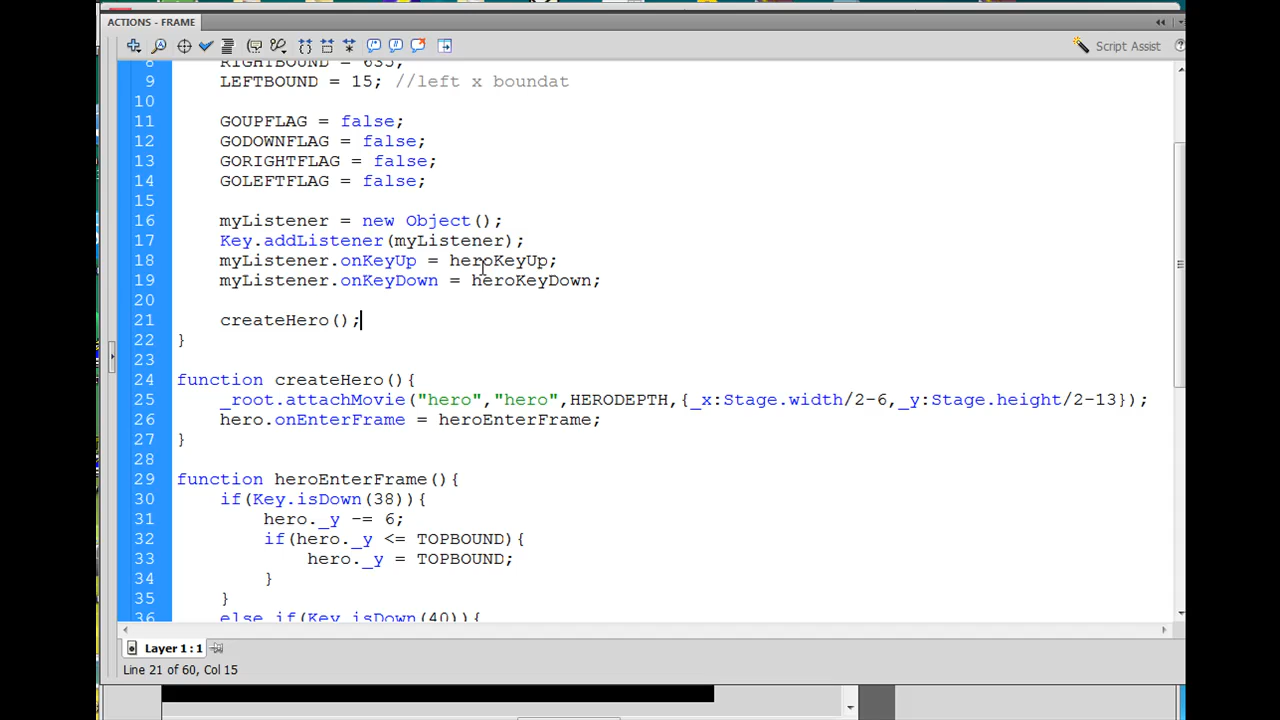 ACTIONS - FRAME
Script Assist
8 RIGHTBOUND = 635;
9 LEFTBOUND = 15; //left x boundat
10
11 GOUPFLAG = false;
12 GODOWNFLAG = false;
13 GORIGHTFLAG = false;
14 GOLEFTFLAG = false;
15
16 myListener = new Object();
17 Key.addListener(myListener);
18 myListener.onKeyUp = heroKeyUp;
19 myListener.onKeyDown = heroKeyDown;
20
21 createHero();
22 }
23
24 function createHero(){
25 _root.attachMovie("hero","hero",HERODEPTH,{_x:Stage.width/2-6,_y:Stage.height/2-13});
26 hero.onEnterFrame = heroEnterFrame;
27 }
28
29 function heroEnterFrame(){
30 if(Key.isDown(38)){
31 hero._y -= 6;
32 if(hero._y <= TOPBOUND){
33 hero._y = TOPBOUND;
34 }
35 }
36 else if(Key.isDown(40)){
Layer 1 : 1
Line 21 of 60, Col 15